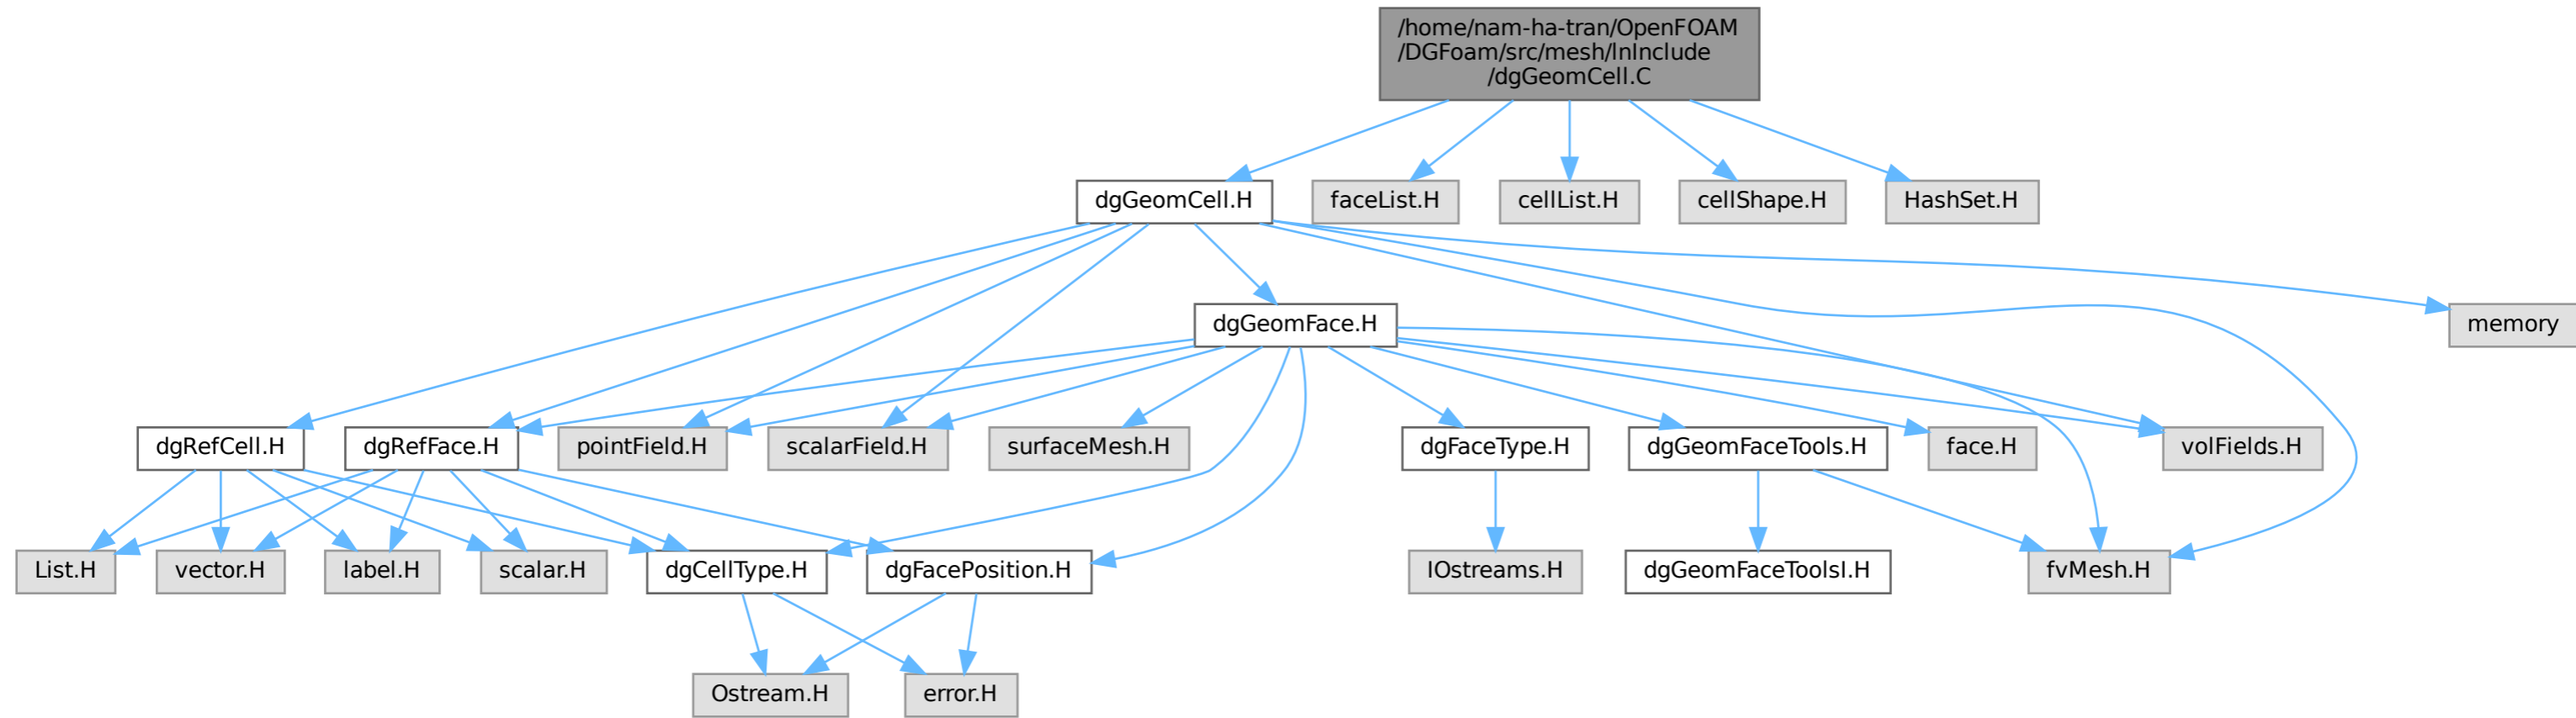 /home/nam-ha-tran/OpenFOAM
/DGFoam/src/mesh/lnInclude
/dgGeomCell.C
dgGeomCell.H
faceList.H
cellList.H
cellShape.H
HashSet.H
dgGeomFace.H
memory
dgRefCell.H
dgRefFace.H
pointField.H
scalarField.H
surfaceMesh.H
dgFaceType.H
dgGeomFaceTools.H
face.H
volFields.H
List.H
vector.H
label.H
scalar.H
dgCellType.H
dgFacePosition.H
IOstreams.H
dgGeomFaceToolsI.H
fvMesh.H
Ostream.H
error.H